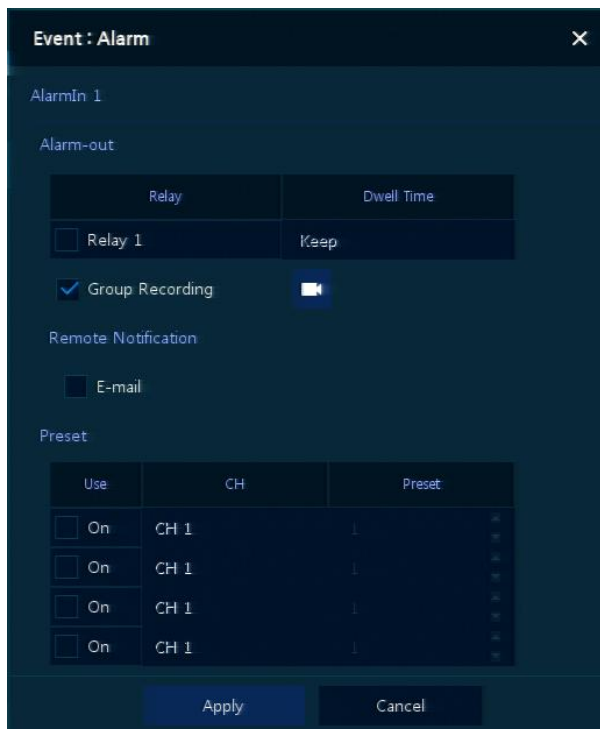 Event : Alarm
AlarmIn 1
Alarm-out
Relay Dwell Time
Relay 1 Keep
Group Recording
Remote Notification
E-mail
Preset
Use CH Preset
On CH 1 1
On CH 1 1
On CH 1 1
On CH 1 1
Apply Cancel